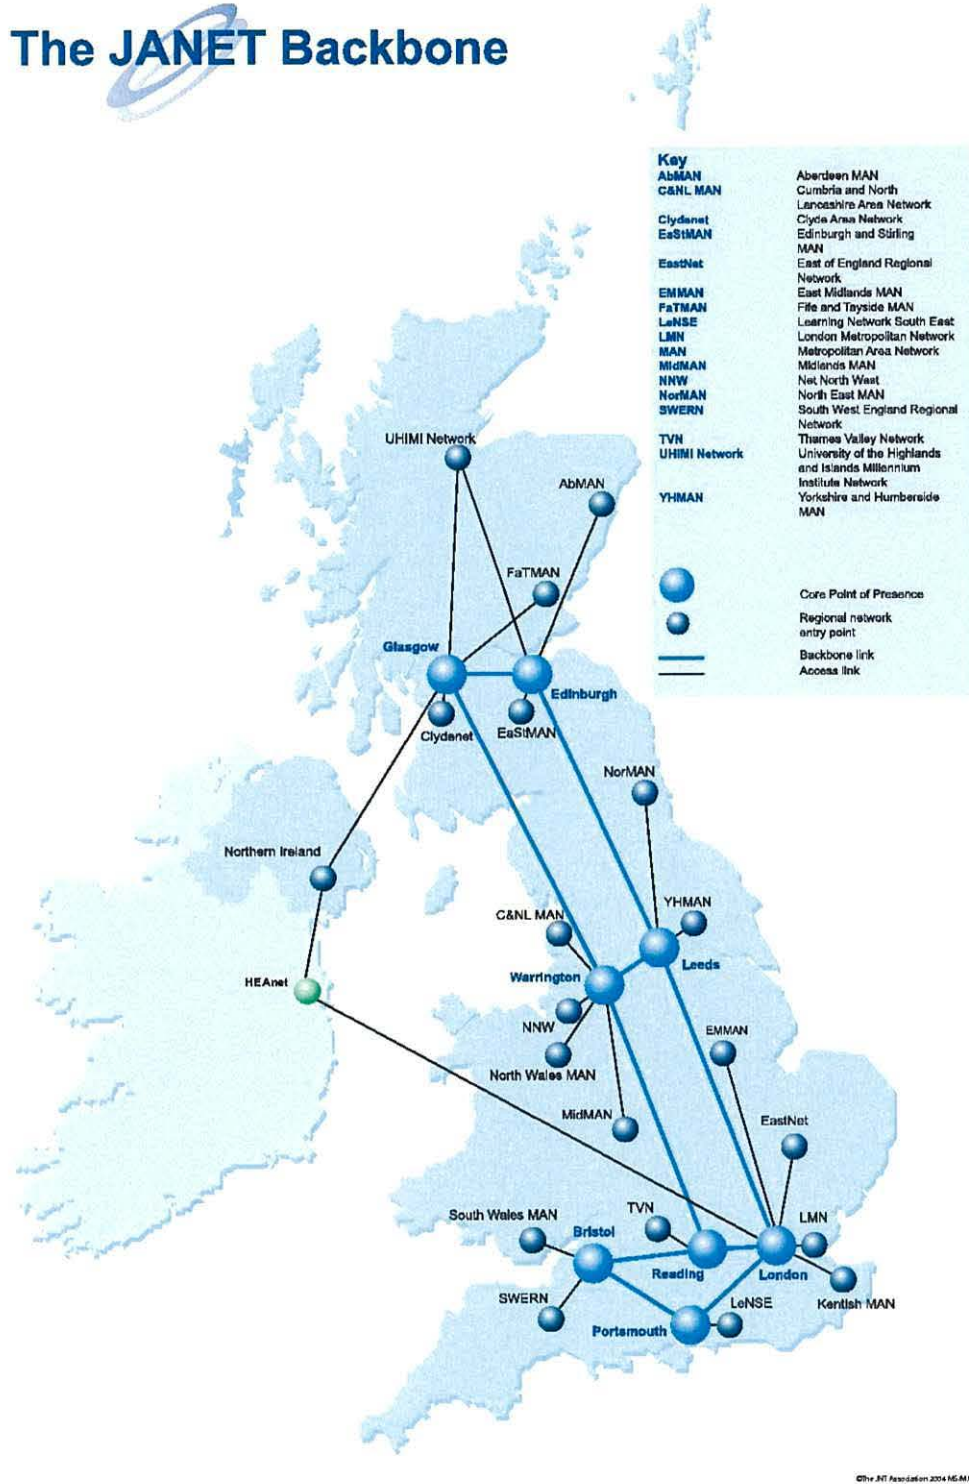 The JANET Backbone
Key
AbMAN Aberdeen MAN
C&NL MAN Cumbria and North
Lancashire Area Network
Clydenet Clyde Area Network
EaStMAN Edinburgh and Stirling
MAN
EastNet East of England Regional
Network
EMMAN East Midlands MAN
FaTMAN Fife and Tayside MAN
LeNSE Learning Network South East
LMN London Metropolitan Network
MAN Metropolitan Area Network
MidMAN Midlands MAN
NNW Net North West
NorMAN North East MAN
SWERN South West England Regional
Network
TVN Thames Valley Network
UHIMI Network University of the Highlands
and Islands Millennium
Institute Network
YHMAN Yorkshire and Humberside
MAN
Core Point of Presence
Regional network
entry point
Backbone link
Access link
UHIMI Network
AbMAN
FaTMAN
Glasgow
Edinburgh
Clydenet
EaStMAN
NorMAN
Northern Ireland
YHMAN
C&NL MAN
Leeds
Warrington
HEAnet
NNW
EMMAN
North Wales MAN
MidMAN
EastNet
TVN
South Wales MAN
LMN
Bristol
Reading
London
SWERN
LeNSE
Kentish MAN
Portsmouth
©The JNT Association 2004